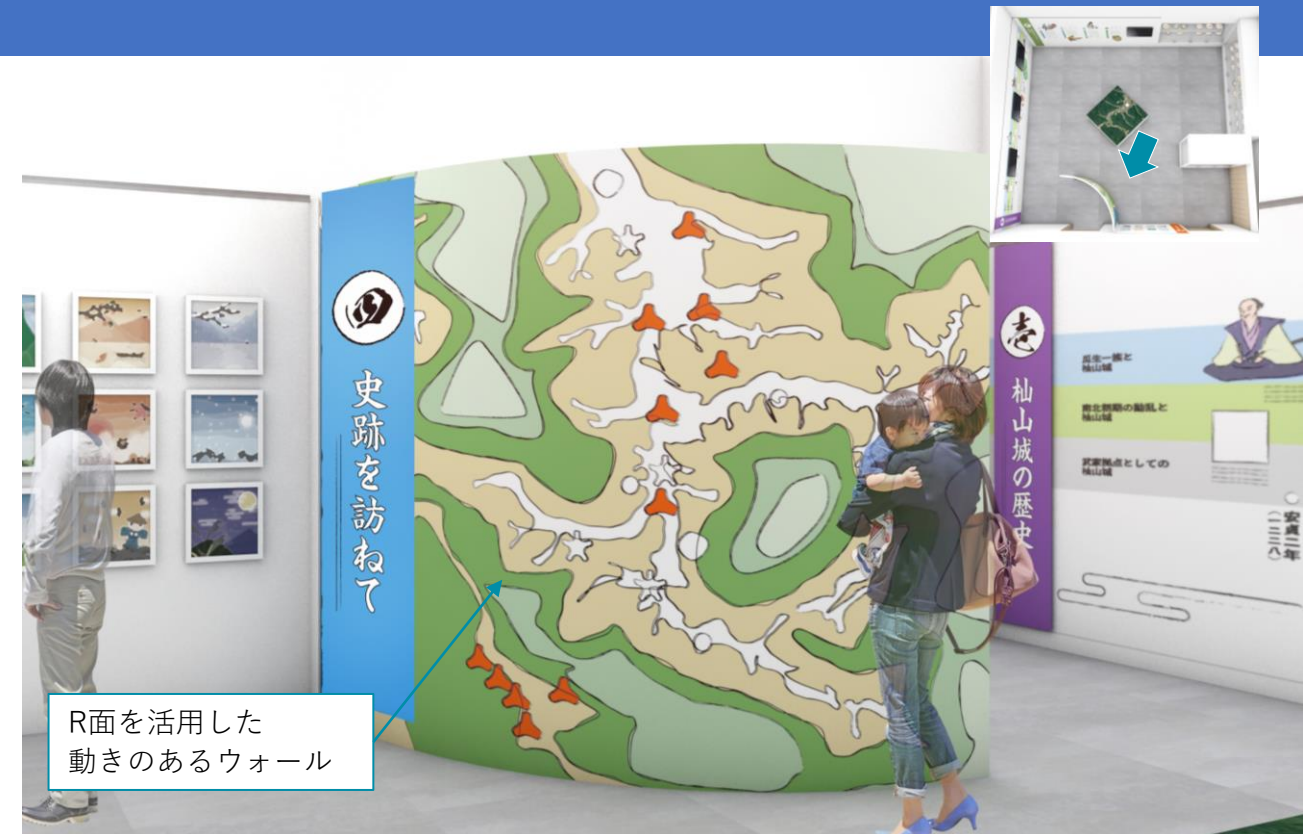 四
史跡を訪ねて
壱
杣山城の歴史
瓜生一族と
杣山城
南北朝期の動乱と
杣山城
武家拠点としての
杣山城
安貞二年
(一二二八)
R面を活用した
動きのあるウォール